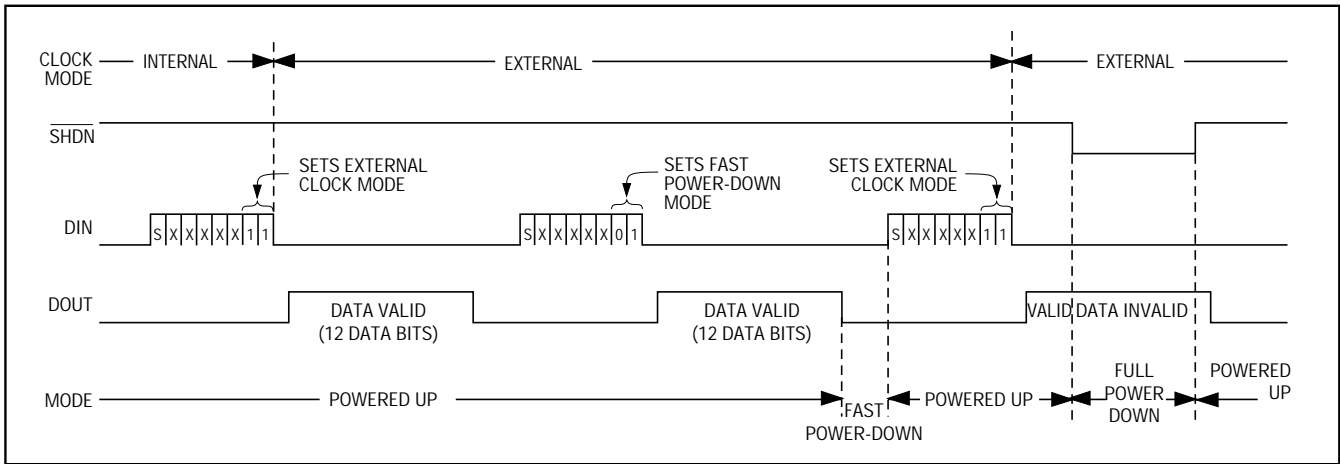 CLOCK
MODE
INTERNAL
EXTERNAL
EXTERNAL
SHDN
SETS EXTERNAL
CLOCK MODE
SETS FAST
POWER-DOWN
MODE
SETS EXTERNAL
CLOCK MODE
DIN
S X X X X X 1 1
S X X X X X 0 1
S X X X X X 1 1
DOUT
DATA VALID
(12 DATA BITS)
DATA VALID
(12 DATA BITS)
VALID
DATA INVALID
MODE
POWERED UP
FAST
POWER-DOWN
POWERED UP
FULL
POWER
DOWN
POWERED
UP